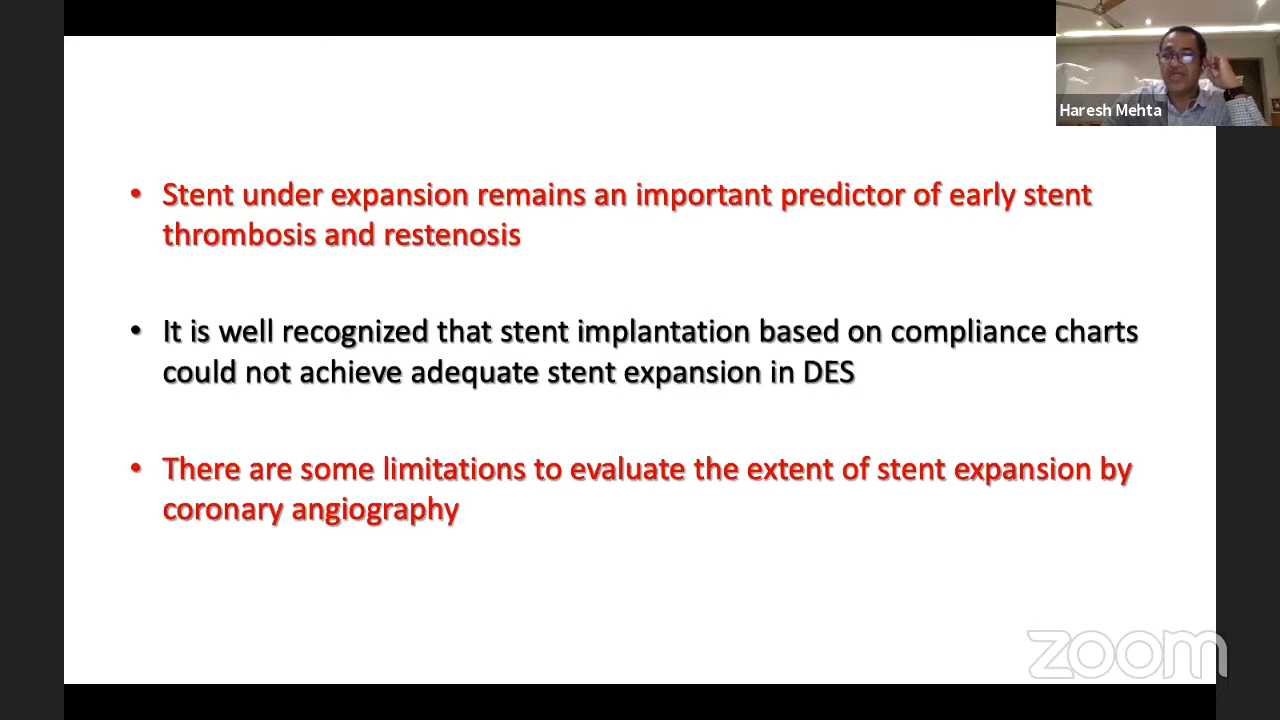 Haresh Mehta
• Stent under expansion remains an important predictor of early stent
thrombosis and restenosis
• It is well recognized that stent implantation based on compliance charts
could not achieve adequate stent expansion in DES
• There are some limitations to evaluate the extent of stent expansion by
coronary angiography
zoom